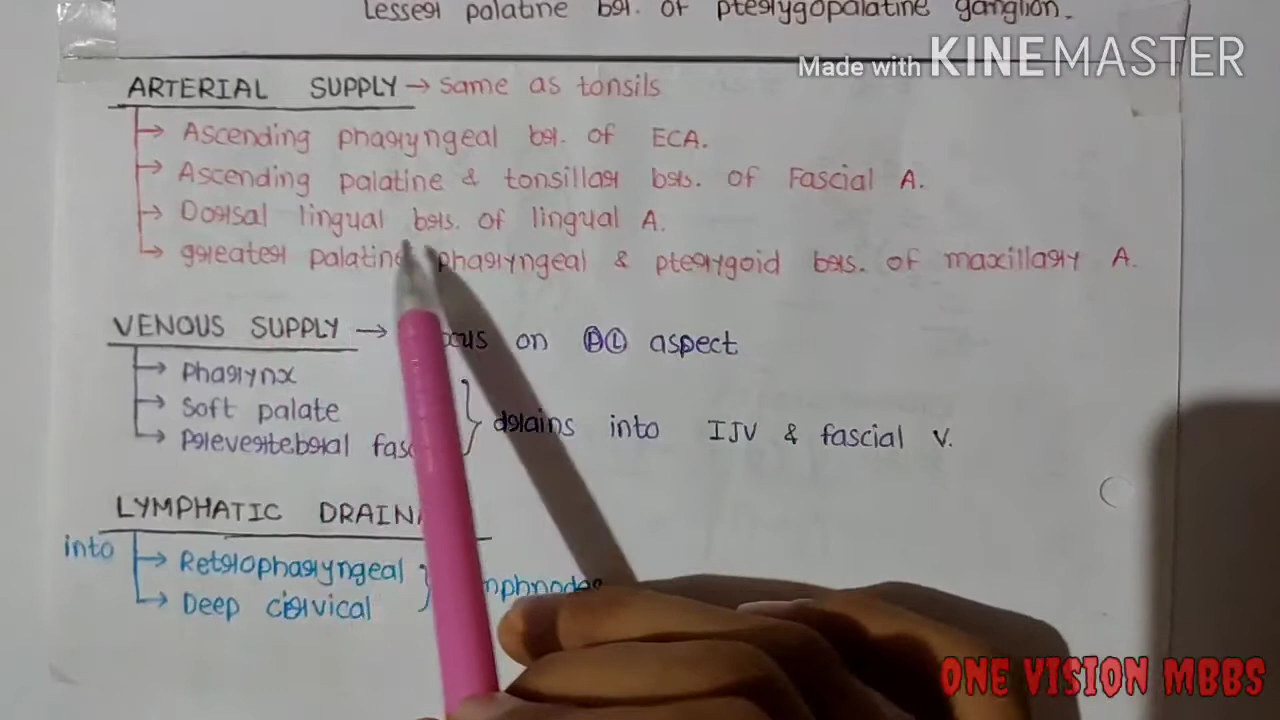 Lesser palatine br. of pterygopalatine ganglion.
Made with KINEMASTER
ARTERIAL SUPPLY → same as tonsils
→ Ascending pharyngeal br. of ECA.
→ Ascending palatine & tonsillar brs. of Fascial A.
→ Dorsal lingual brs. of lingual A.
→ greater palatine pharyngeal & pterygoid brs. of maxillary A.
VENOUS SUPPLY → on PL aspect
→ Pharynx
→ Soft palate
→ Prevertebral
} drains into IJV & fascial V.
LYMPHATIC
into → Retropharyngeal
→ Deep cervical
ONE VISION MBBS